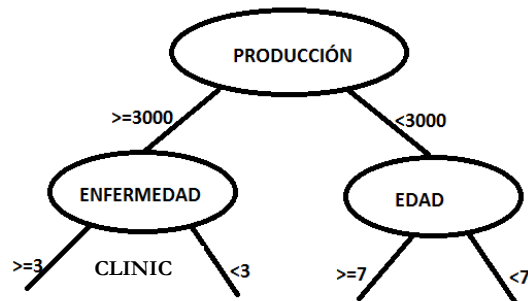 PRODUCCIÓN
>=3000 <3000
ENFERMEDAD EDAD
>=3 CLINIC <3 >=7 <7